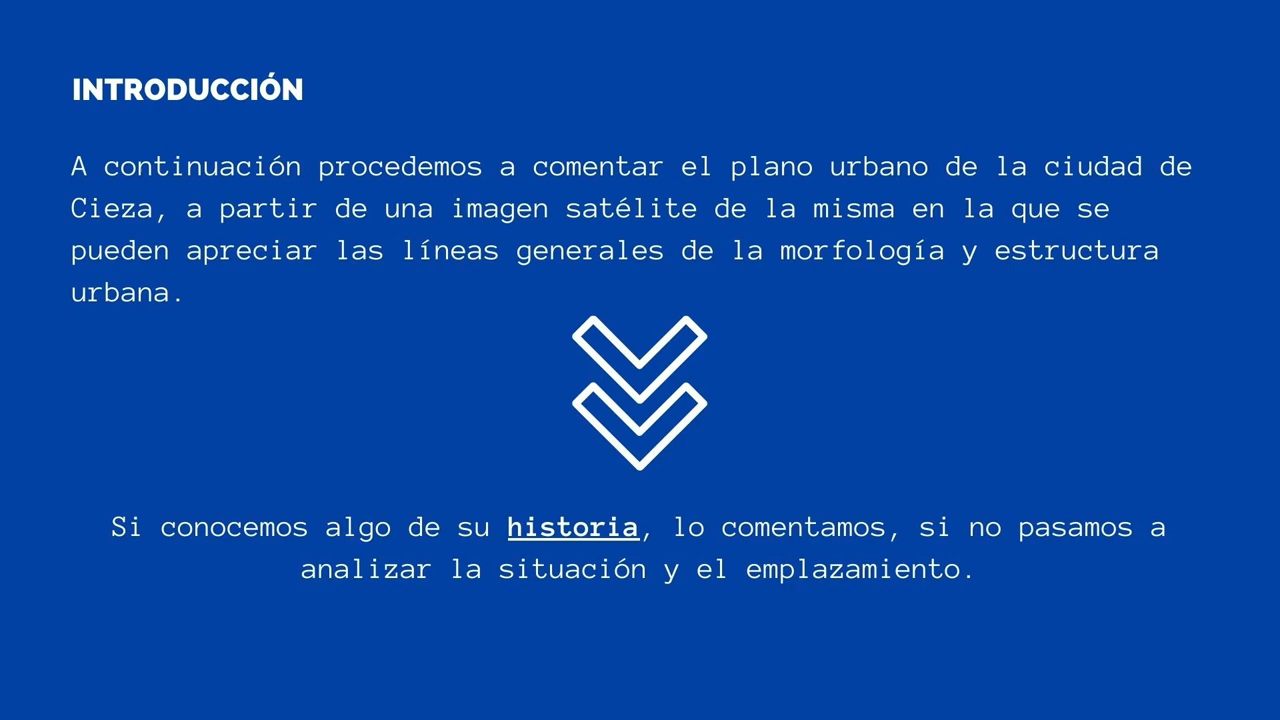 INTRODUCCIÓN
A continuación procedemos a comentar el plano urbano de la ciudad de
Cieza, a partir de una imagen satélite de la misma en la que se
pueden apreciar las líneas generales de la morfología y estructura
urbana.
Si conocemos algo de su historia, lo comentamos, si no pasamos a
analizar la situación y el emplazamiento.